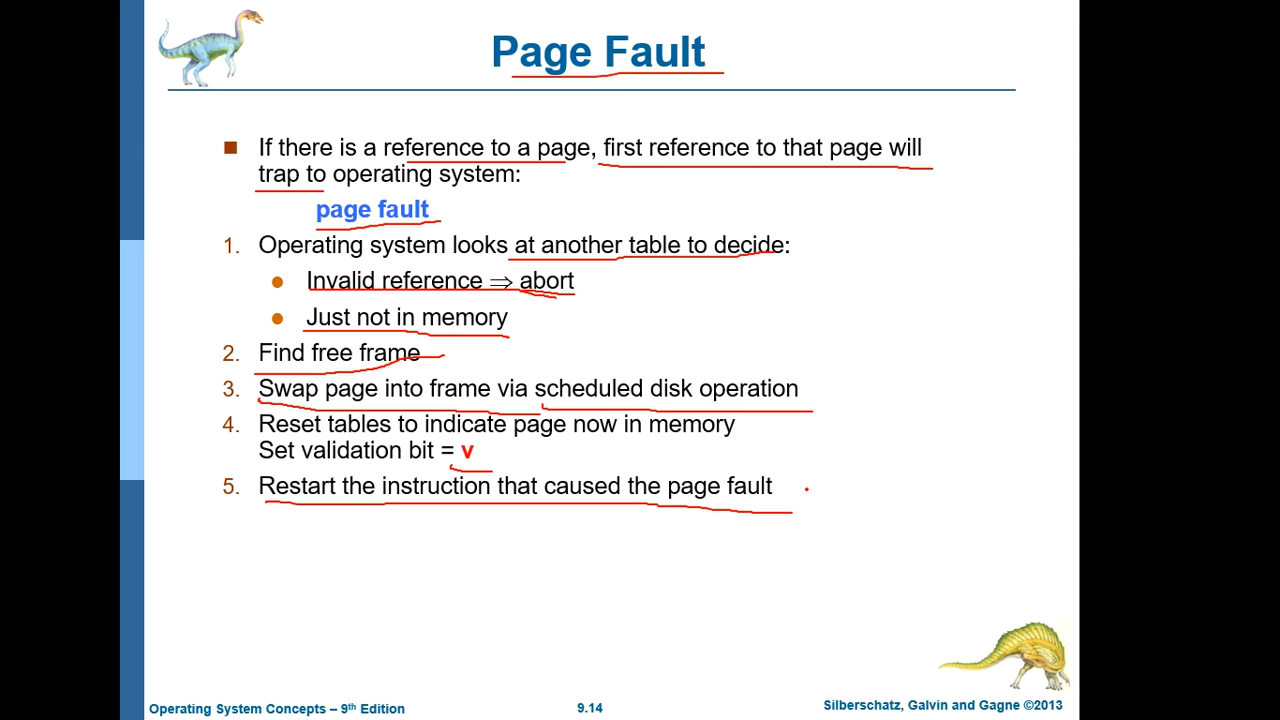 Page Fault
■ If there is a reference to a page, first reference to that page will
trap to operating system:
page fault
1. Operating system looks at another table to decide:
● Invalid reference ⇒ abort
● Just not in memory
2. Find free frame
3. Swap page into frame via scheduled disk operation
4. Reset tables to indicate page now in memory
Set validation bit = v
5. Restart the instruction that caused the page fault
Operating System Concepts – 9th Edition
9.14
Silberschatz, Galvin and Gagne ©2013